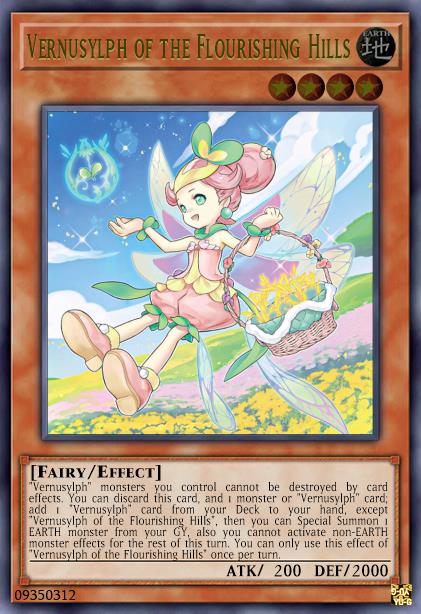 Vernusylph of the Flourishing Hills
EARTH
地
[Fairy/Effect]
"Vernusylph" monsters you control cannot be destroyed by card
effects. You can discard this card, and 1 monster or "Vernusylph" card;
add 1 "Vernusylph" card from your Deck to your hand, except
"Vernusylph of the Flourishing Hills", then you can Special Summon 1
EARTH monster from your GY, also you cannot activate non-EARTH
monster effects for the rest of this turn. You can only use this effect of
"Vernusylph of the Flourishing Hills" once per turn.
ATK/ 200 DEF/2000
09350312